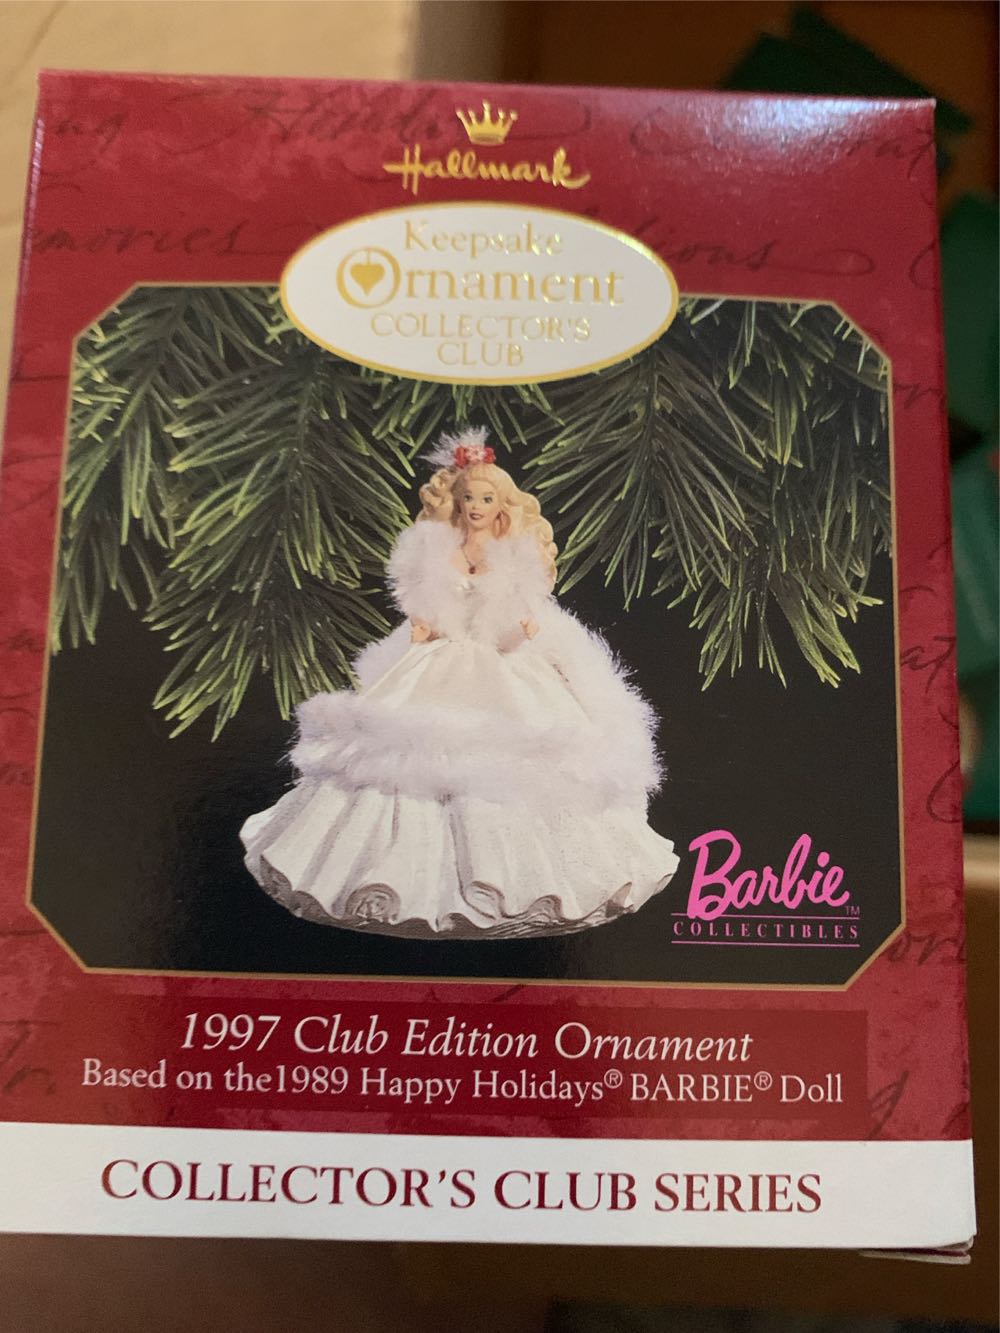 Hallmark
Keepsake
Ornament
COLLECTOR'S
CLUB
Barbie™
COLLECTIBLES
1997 Club Edition Ornament
Based on the1989 Happy Holidays® BARBIE® Doll
COLLECTOR'S CLUB SERIES